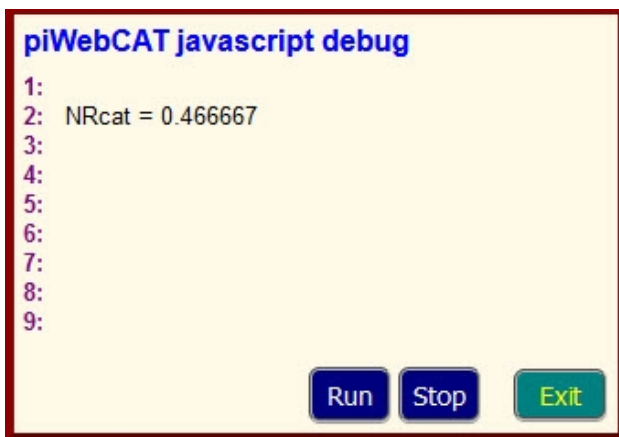 piWebCAT javascript debug
1:
2: NRcat = 0.466667
3:
4:
5:
6:
7:
8:
9:
Run Stop Exit